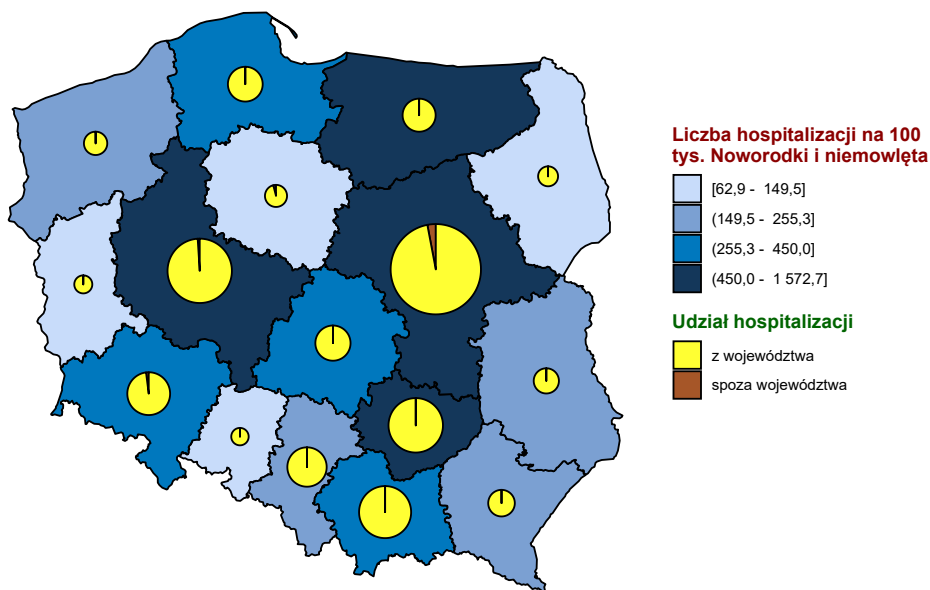 Liczba hospitalizacji na 100
tys. Noworodki i niemowlęta
[62,9 - 149,5]
(149,5 - 255,3]
(255,3 - 450,0]
(450,0 - 1 572,7]
Udział hospitalizacji
z województwa
spoza województwa